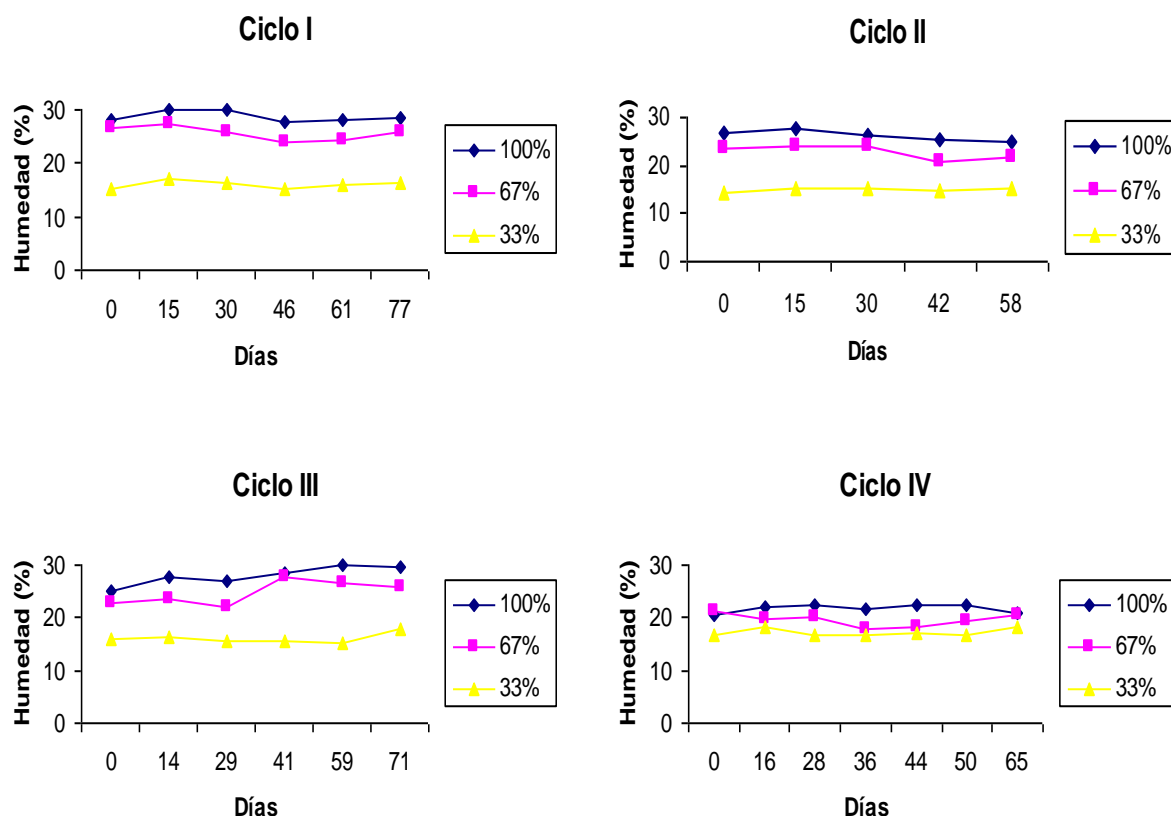 Ciclo I
Humedad (%)
30
20
10
0
0 15 30 46 61 77
Días
100%
67%
33%
Ciclo II
Humedad (%)
30
20
10
0
0 15 30 42 58
Días
100%
67%
33%
Ciclo III
Humedad (%)
30
20
10
0
0 14 29 41 59 71
Días
100%
67%
33%
Ciclo IV
Humedad (%)
30
20
10
0
0 16 28 36 44 50 65
Días
100%
67%
33%